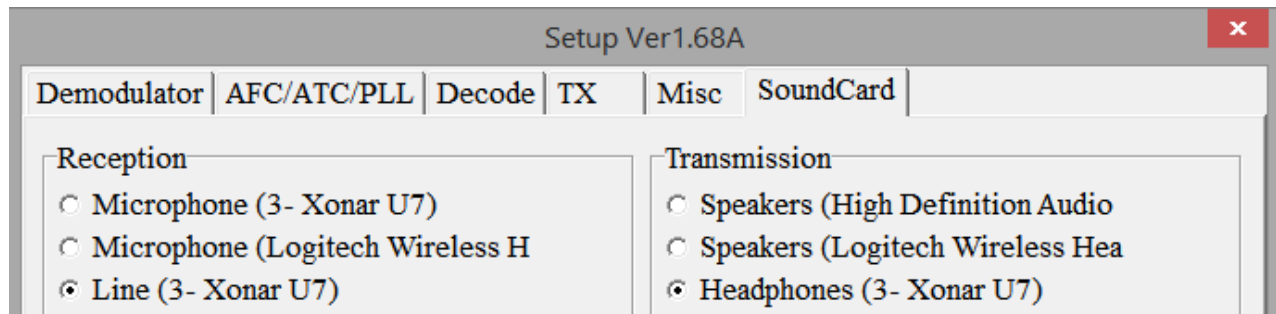 Setup Ver1.68A
Demodulator AFC/ATC/PLL Decode TX Misc SoundCard
Reception
Microphone (3- Xonar U7)
Microphone (Logitech Wireless H
Line (3- Xonar U7)
Transmission
Speakers (High Definition Audio
Speakers (Logitech Wireless Hea
Headphones (3- Xonar U7)